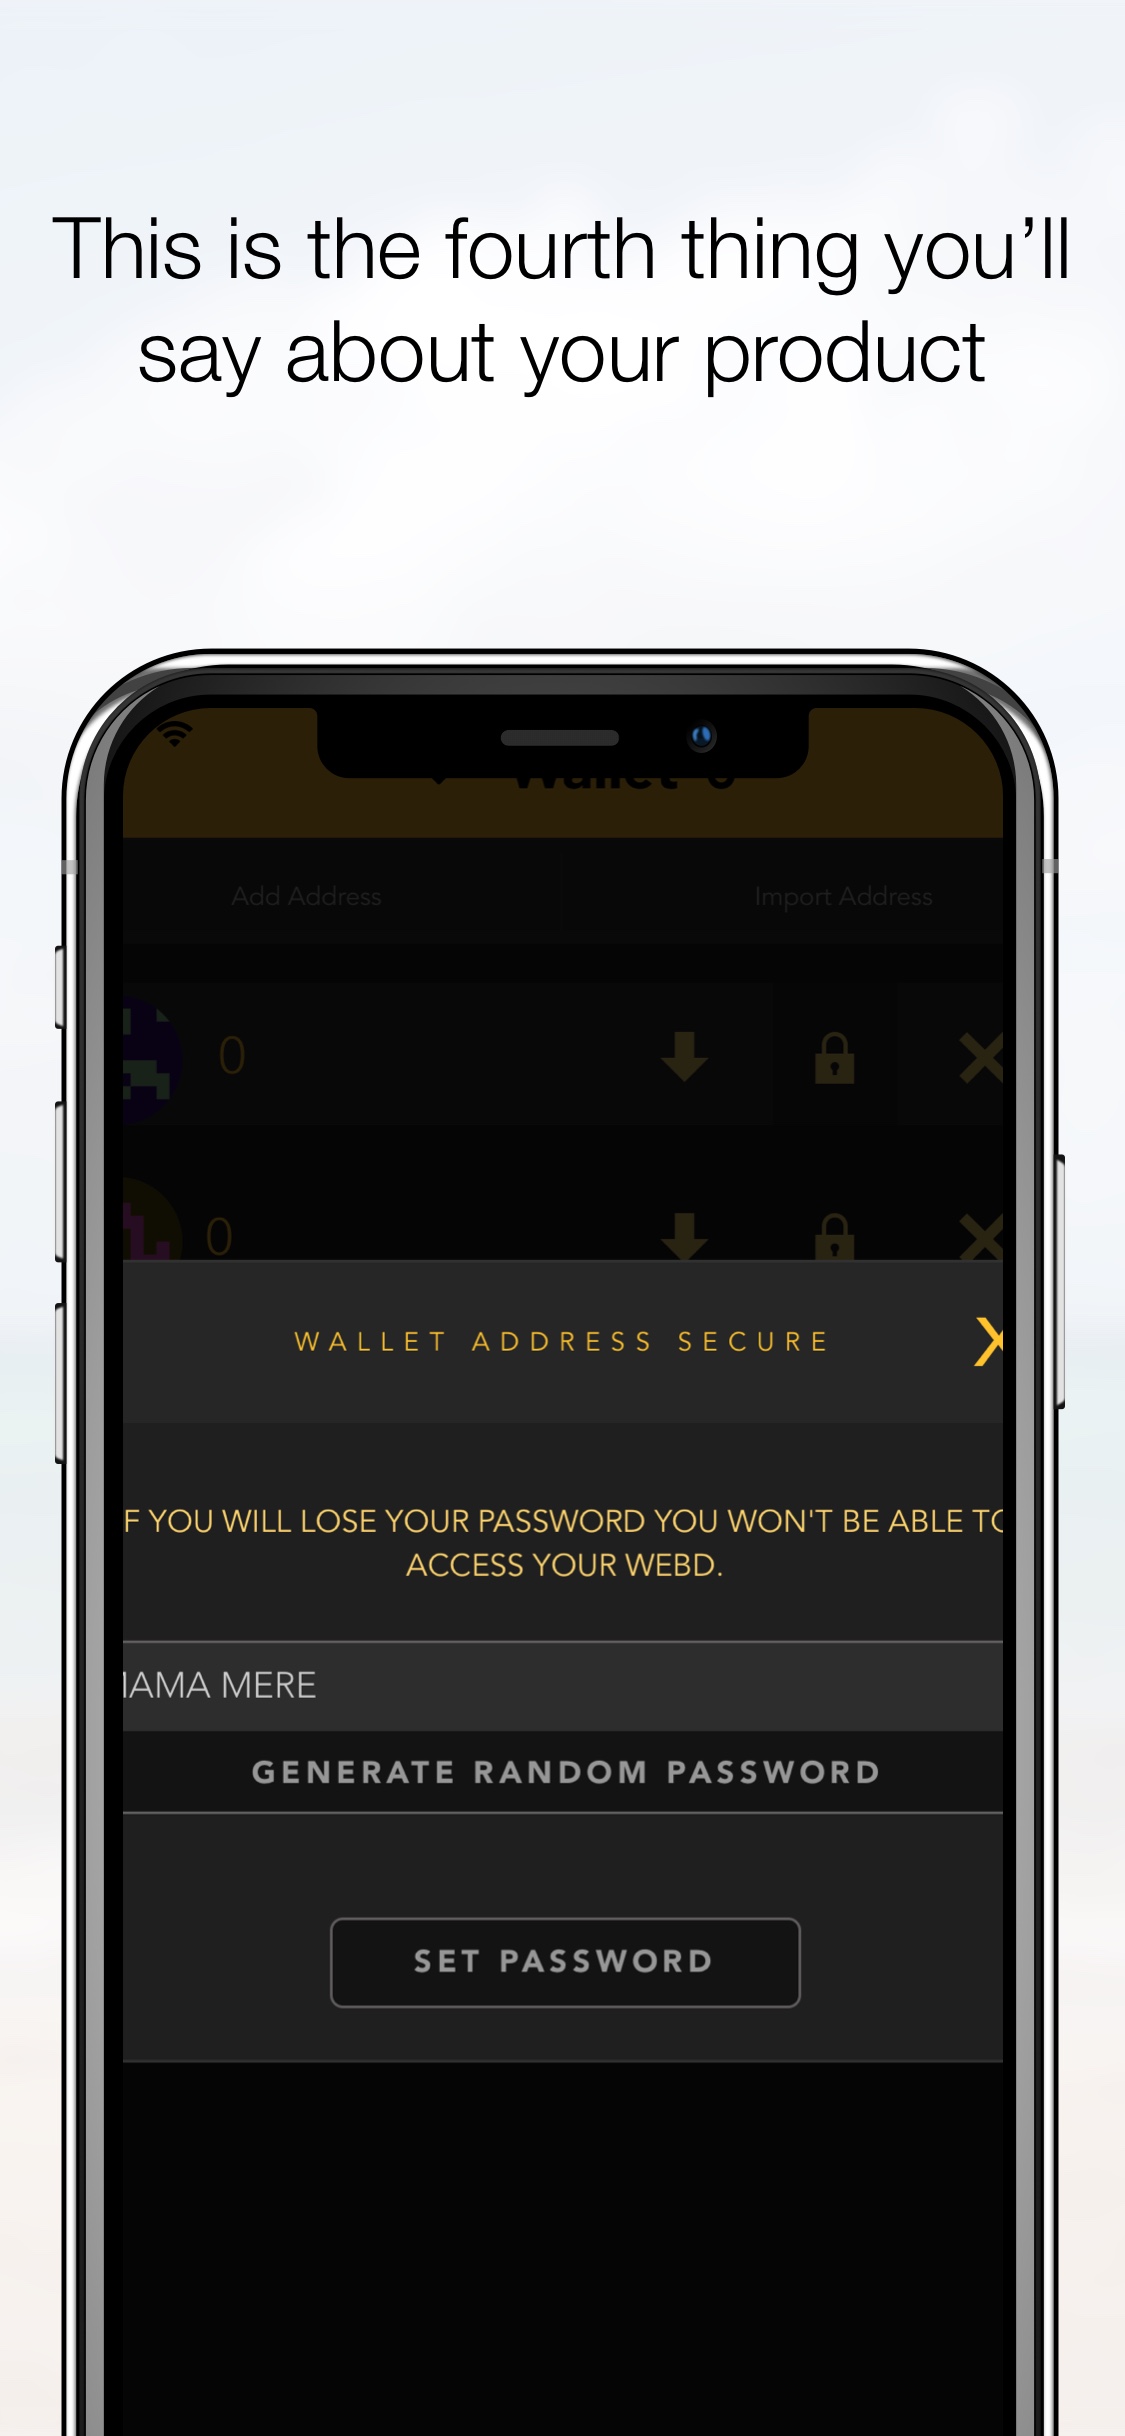 This is the fourth thing you’ll
say about your product
Wallet 0
Add Address
Import Address
0
0
WALLET ADDRESS SECURE
X
F YOU WILL LOSE YOUR PASSWORD YOU WON'T BE ABLE TO
ACCESS YOUR WEBD.
AMA MERE
GENERATE RANDOM PASSWORD
SET PASSWORD